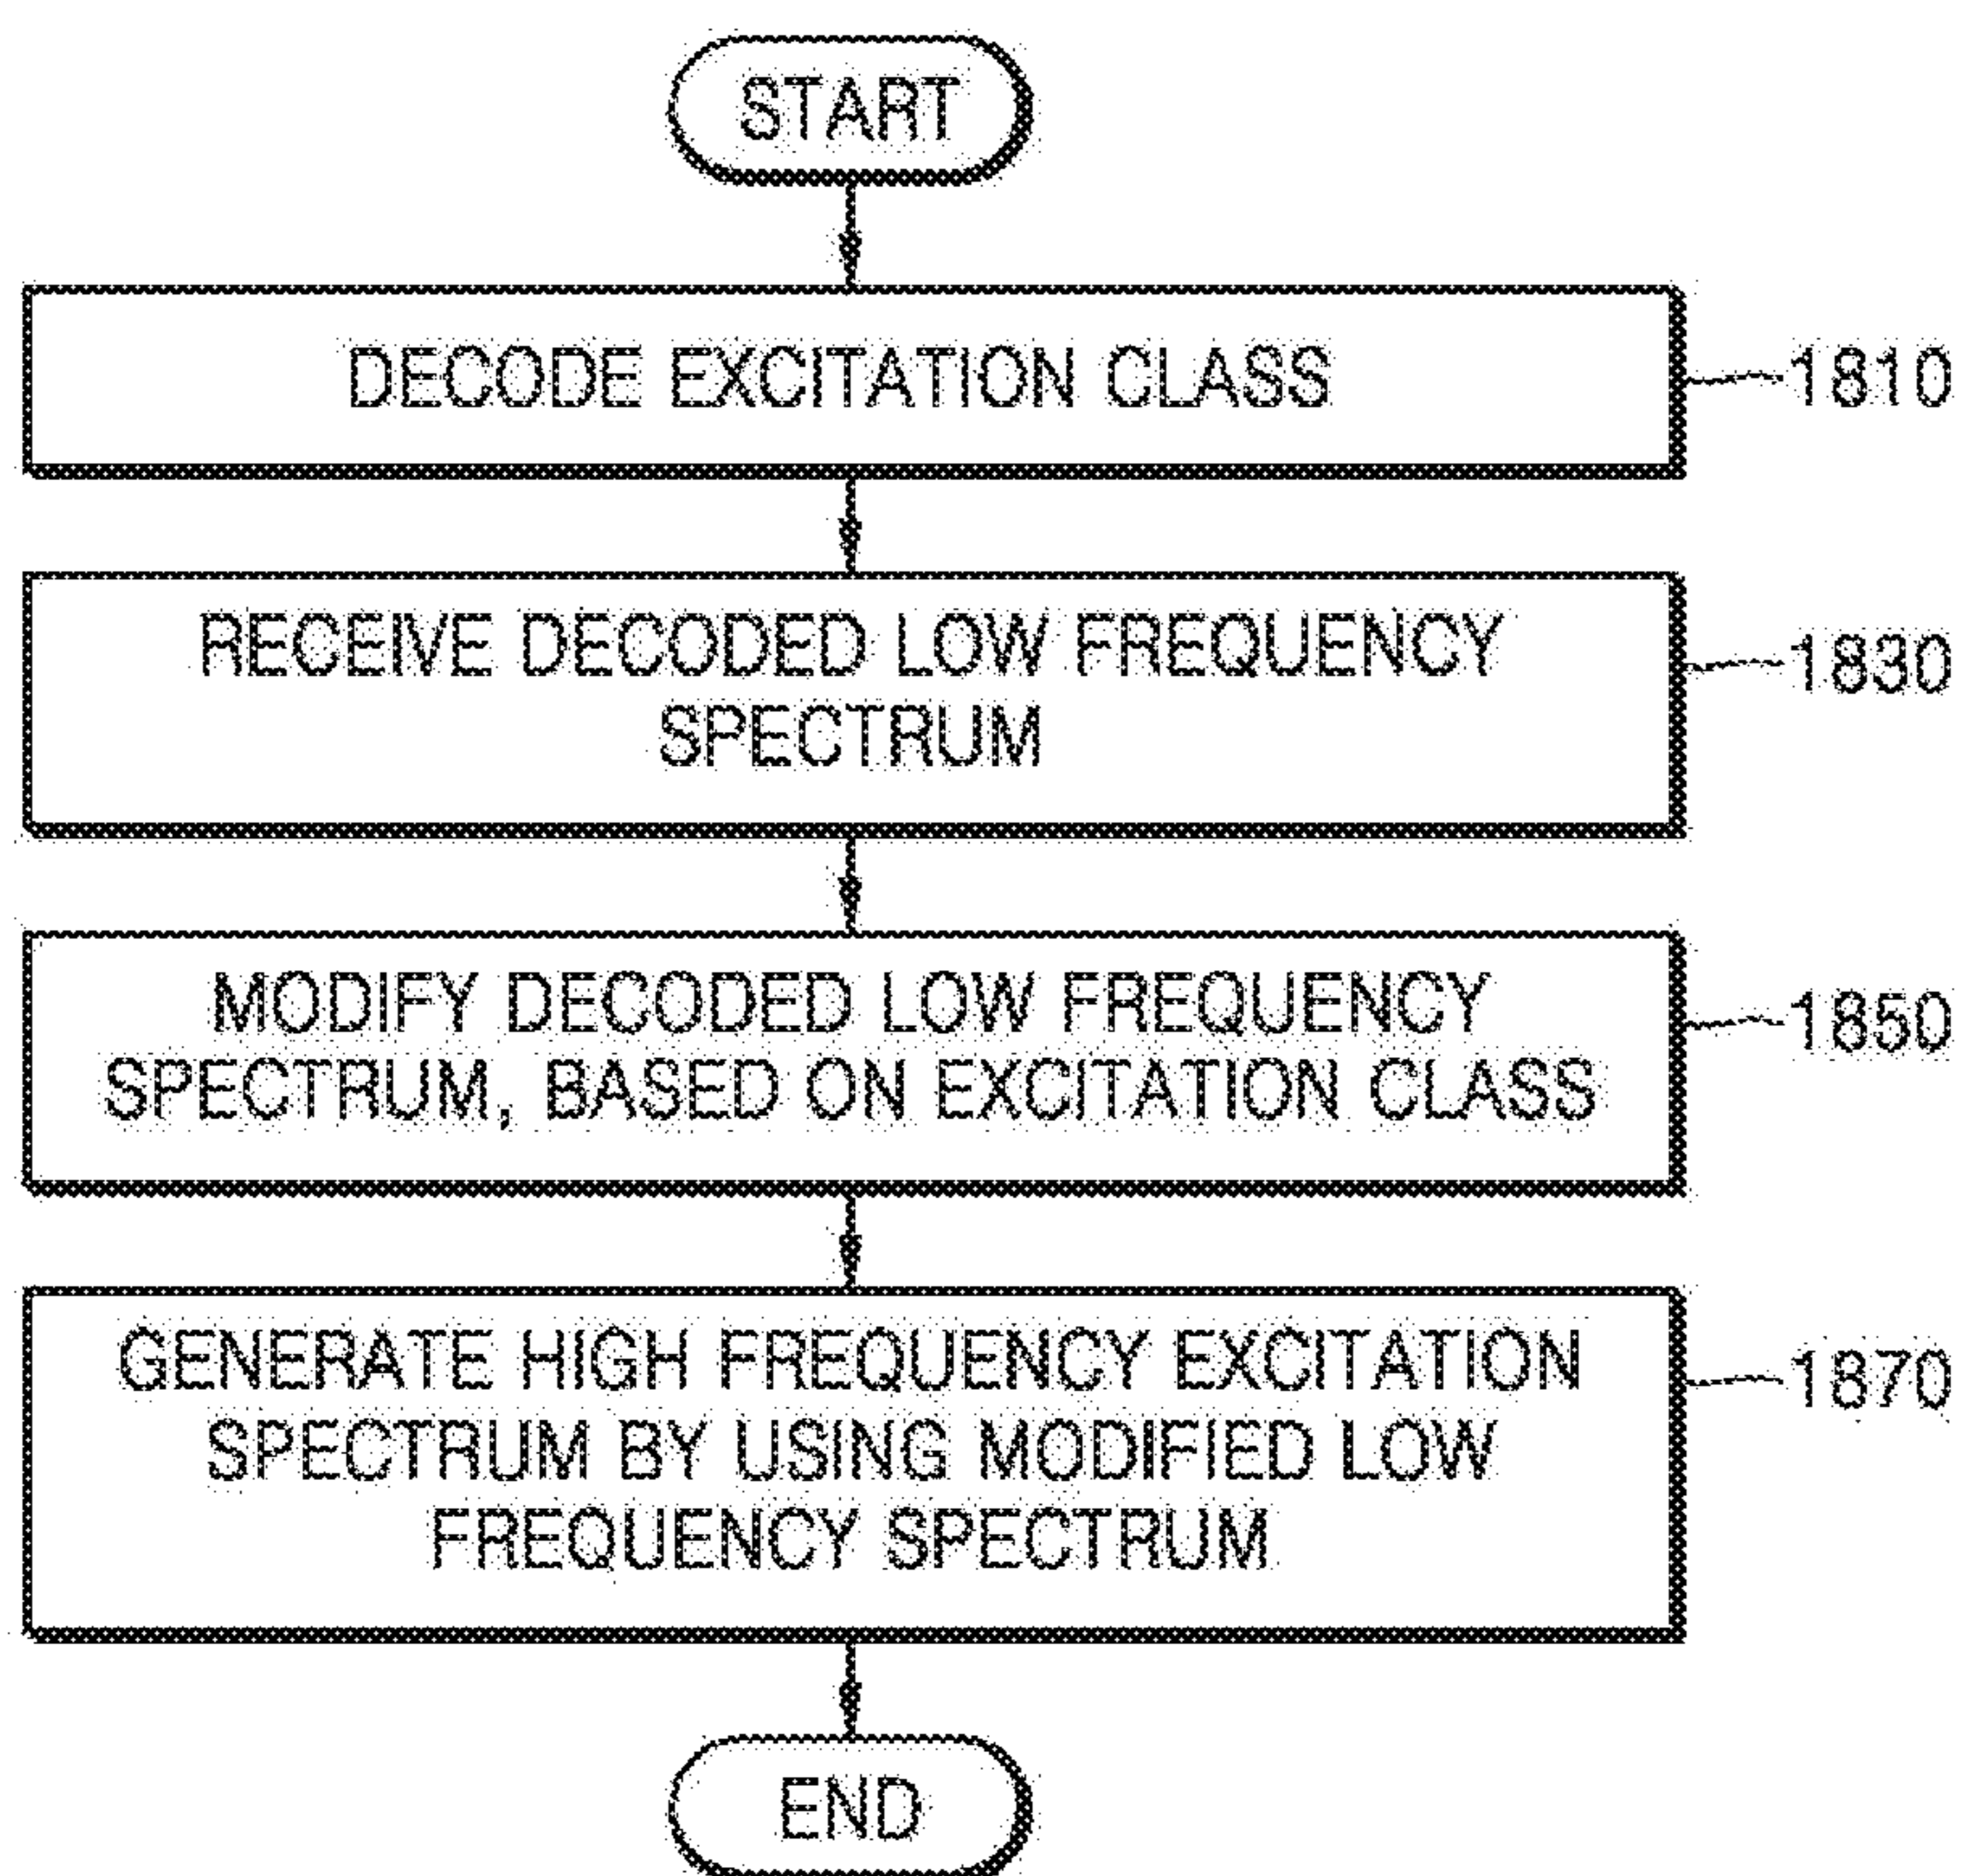 START
DECODE EXCITATION CLASS
1810
RECEIVE DECODED LOW FREQUENCY
SPECTRUM
1830
MODIFY DECODED LOW FREQUENCY
SPECTRUM, BASED ON EXCITATION CLASS
1850
GENERATE HIGH FREQUENCY EXCITATION
SPECTRUM BY USING MODIFIED LOW
FREQUENCY SPECTRUM
1870
END